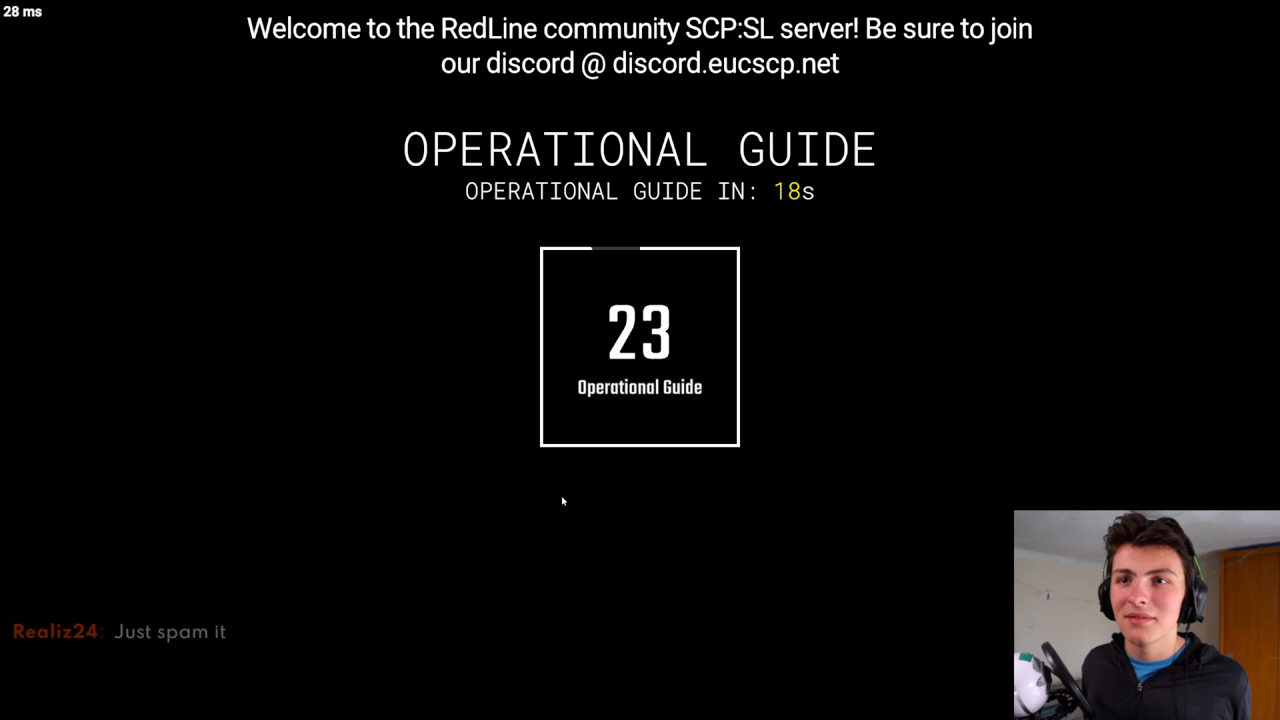 28 ms
Welcome to the RedLine community SCP:SL server! Be sure to join
our discord @ discord.eucscp.net
OPERATIONAL GUIDE
OPERATIONAL GUIDE IN: 18s
23
Operational Guide
Realiz24: Just spam it